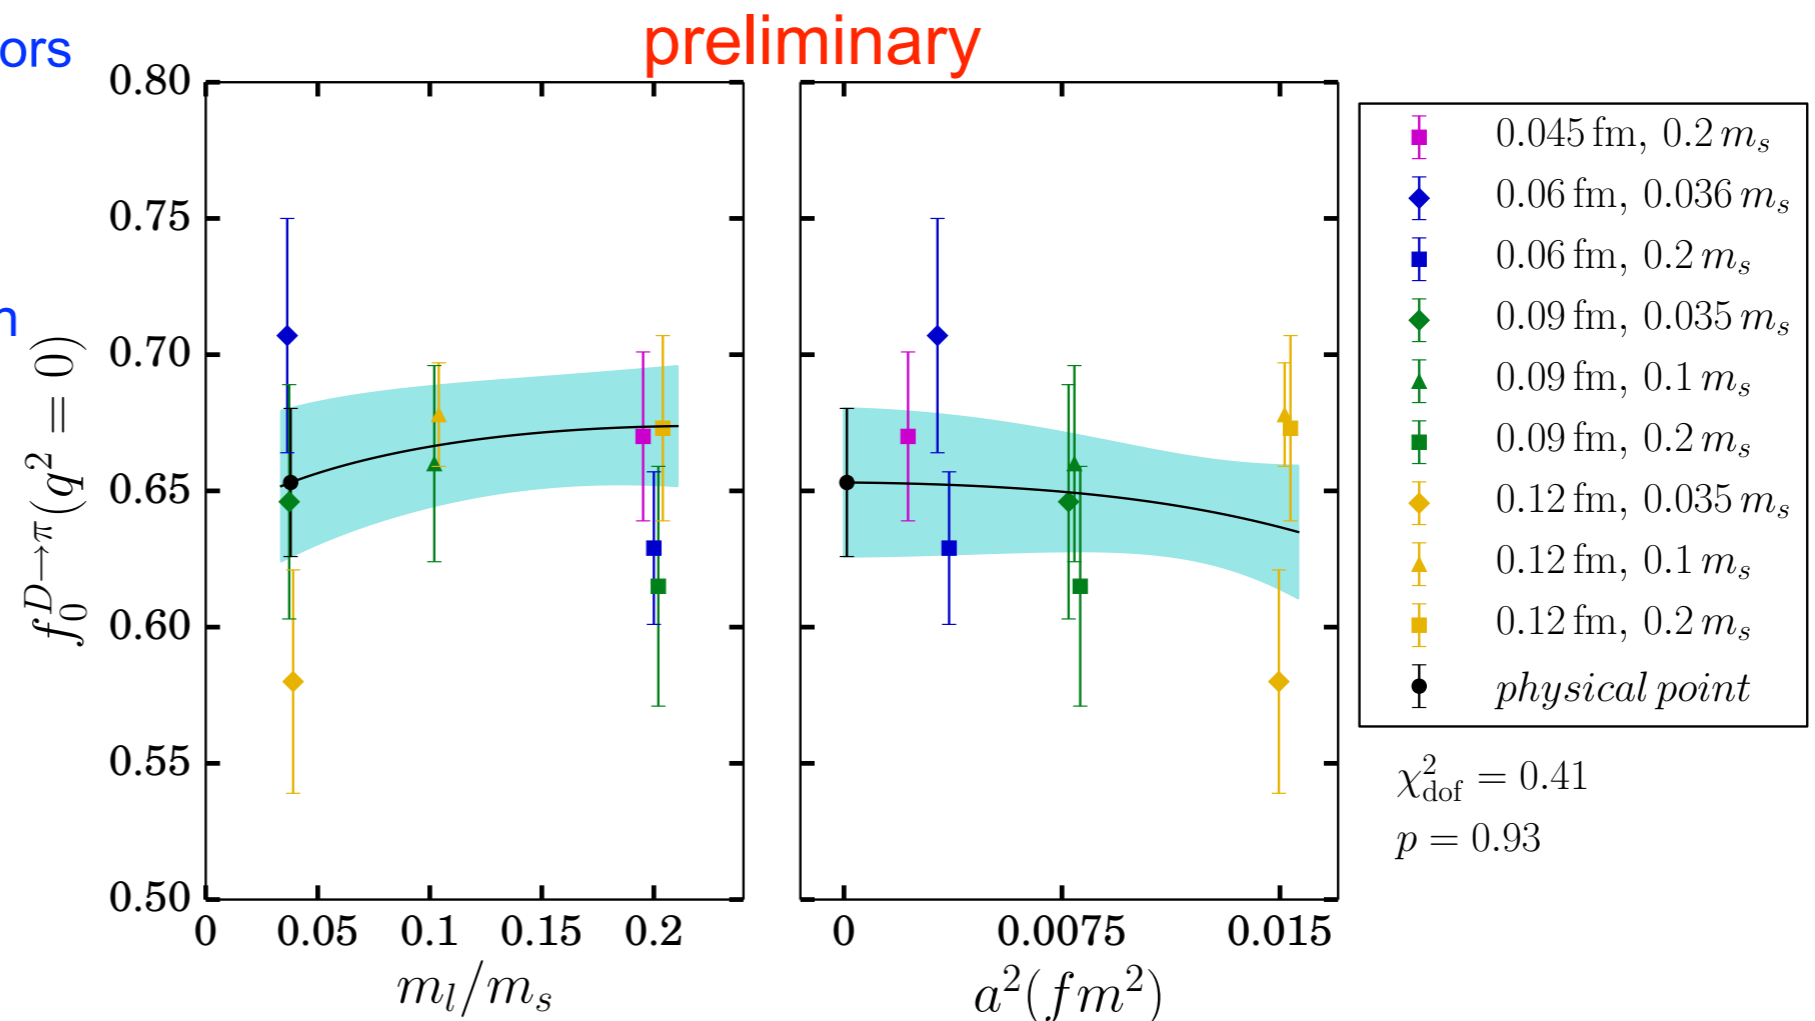 preliminary
ors
n
0.80
0.75
0.70
0.65
0.60
0.55
0.50
f_0^{D→π}(q^2 = 0)
0 0.05 0.1 0.15 0.2
m_l/m_s
0 0.0075 0.015
a^2(fm^2)
0.045 fm, 0.2 m_s
0.06 fm, 0.036 m_s
0.06 fm, 0.2 m_s
0.09 fm, 0.035 m_s
0.09 fm, 0.1 m_s
0.09 fm, 0.2 m_s
0.12 fm, 0.035 m_s
0.12 fm, 0.1 m_s
0.12 fm, 0.2 m_s
physical point
χ^2_dof = 0.41
p = 0.93